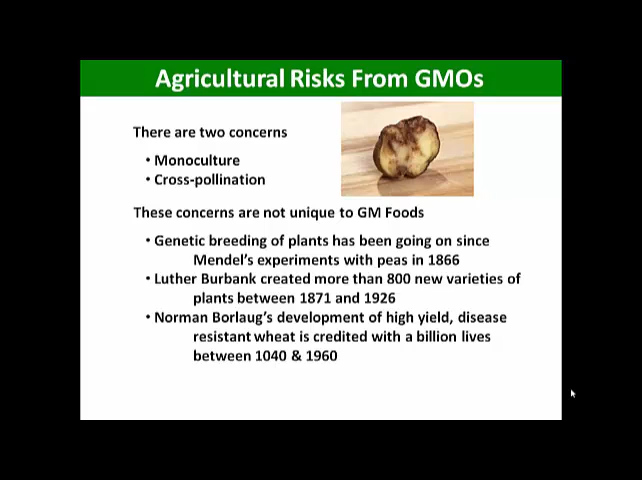 Agricultural Risks From GMOs
There are two concerns
• Monoculture
• Cross-pollination
These concerns are not unique to GM Foods
• Genetic breeding of plants has been going on since
Mendel's experiments with peas in 1866
• Luther Burbank created more than 800 new varieties of
plants between 1871 and 1926
• Norman Borlaug's development of high yield, disease
resistant wheat is credited with a billion lives
between 1040 & 1960